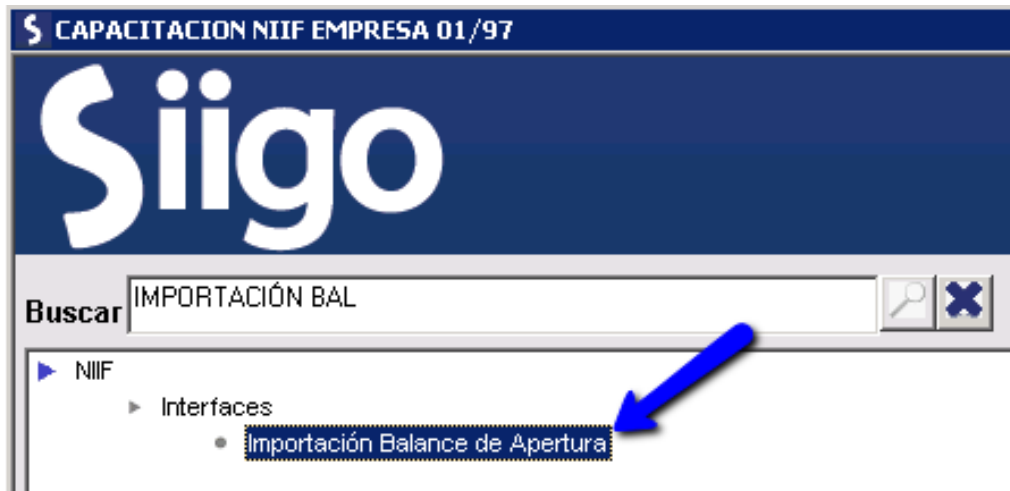 S CAPACITACION NIIF EMPRESA 01/97
Siigo
Buscar IMPORTACIÓN BAL
NIIF
Interfaces
Importación Balance de Apertura